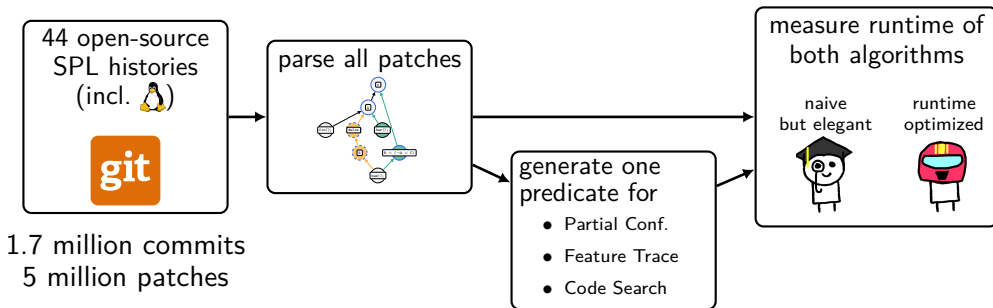 44 open-source
SPL histories
(incl. )
git
1.7 million commits
5 million patches
parse all patches
generate one
predicate for
• Partial Conf.
• Feature Trace
• Code Search
measure runtime of
both algorithms
naive
but elegant
runtime
optimized